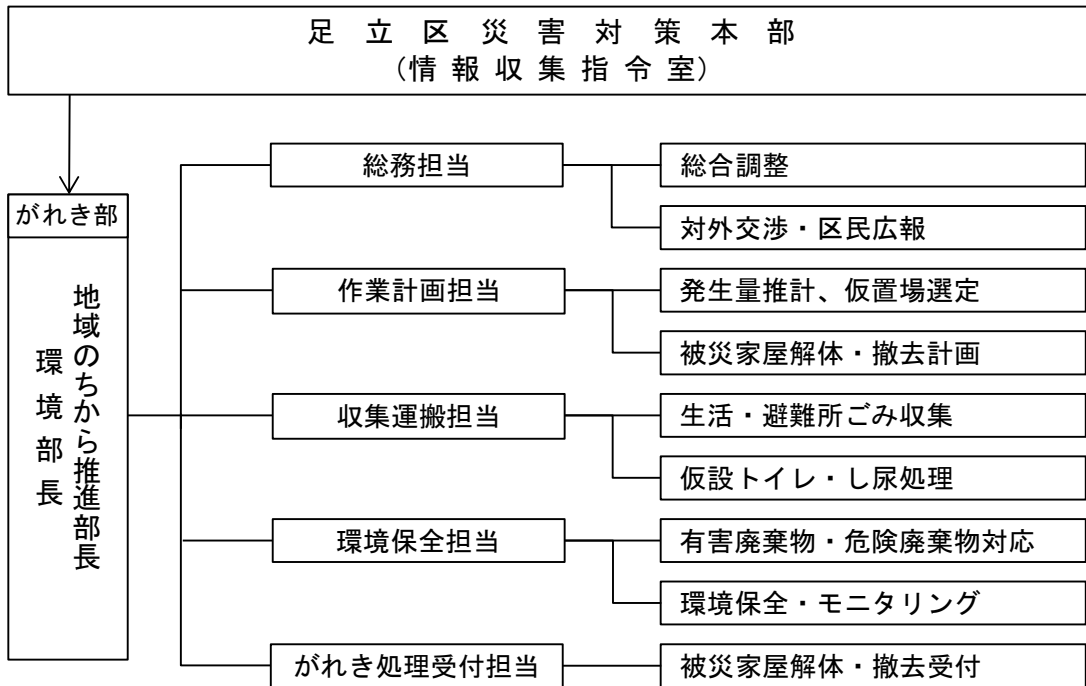 足立区災害対策本部
（情報収集指令室）
がれき部
地域のちから推進部長
環境部長
総務担当
総合調整
対外交渉・区民広報
作業計画担当
発生量推計、仮置場選定
被災家屋解体・撤去計画
収集運搬担当
生活・避難所ごみ収集
仮設トイレ・し尿処理
環境保全担当
有害廃棄物・危険廃棄物対応
環境保全・モニタリング
がれき処理受付担当
被災家屋解体・撤去受付